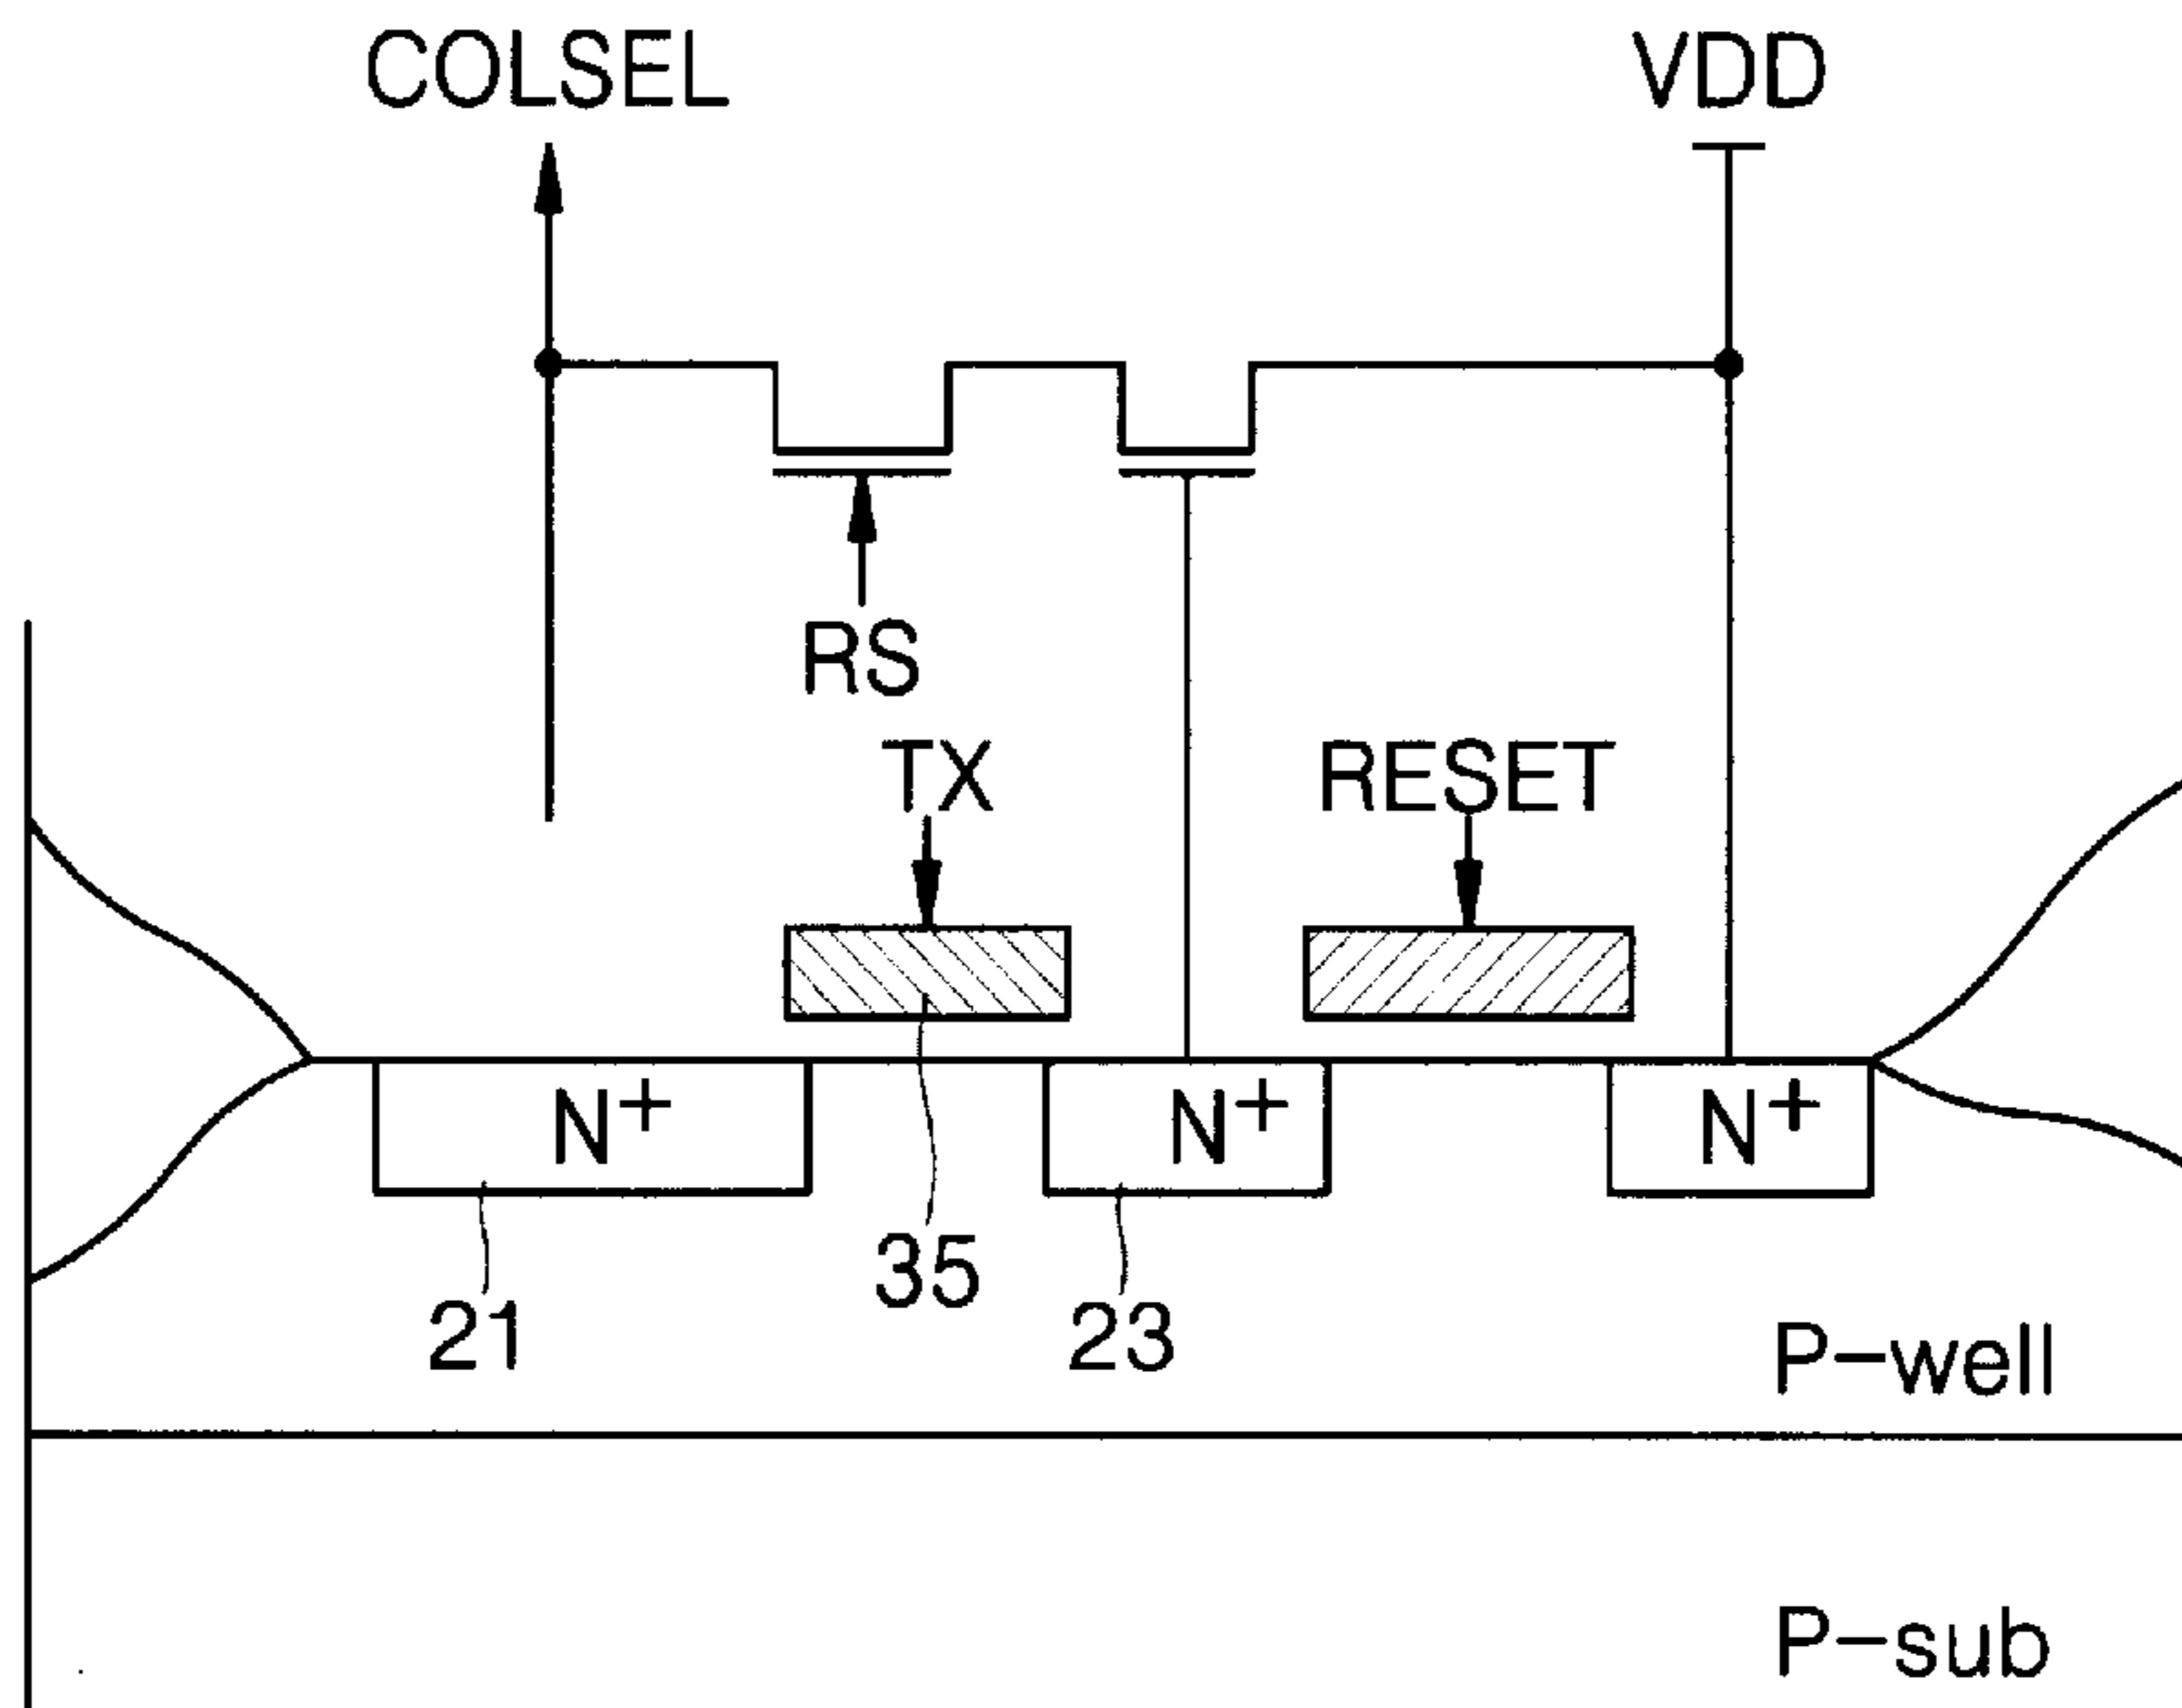 COLSEL VDD
RS
TX RESET
N+ N+ N+
35
21 23
P-well
P-sub